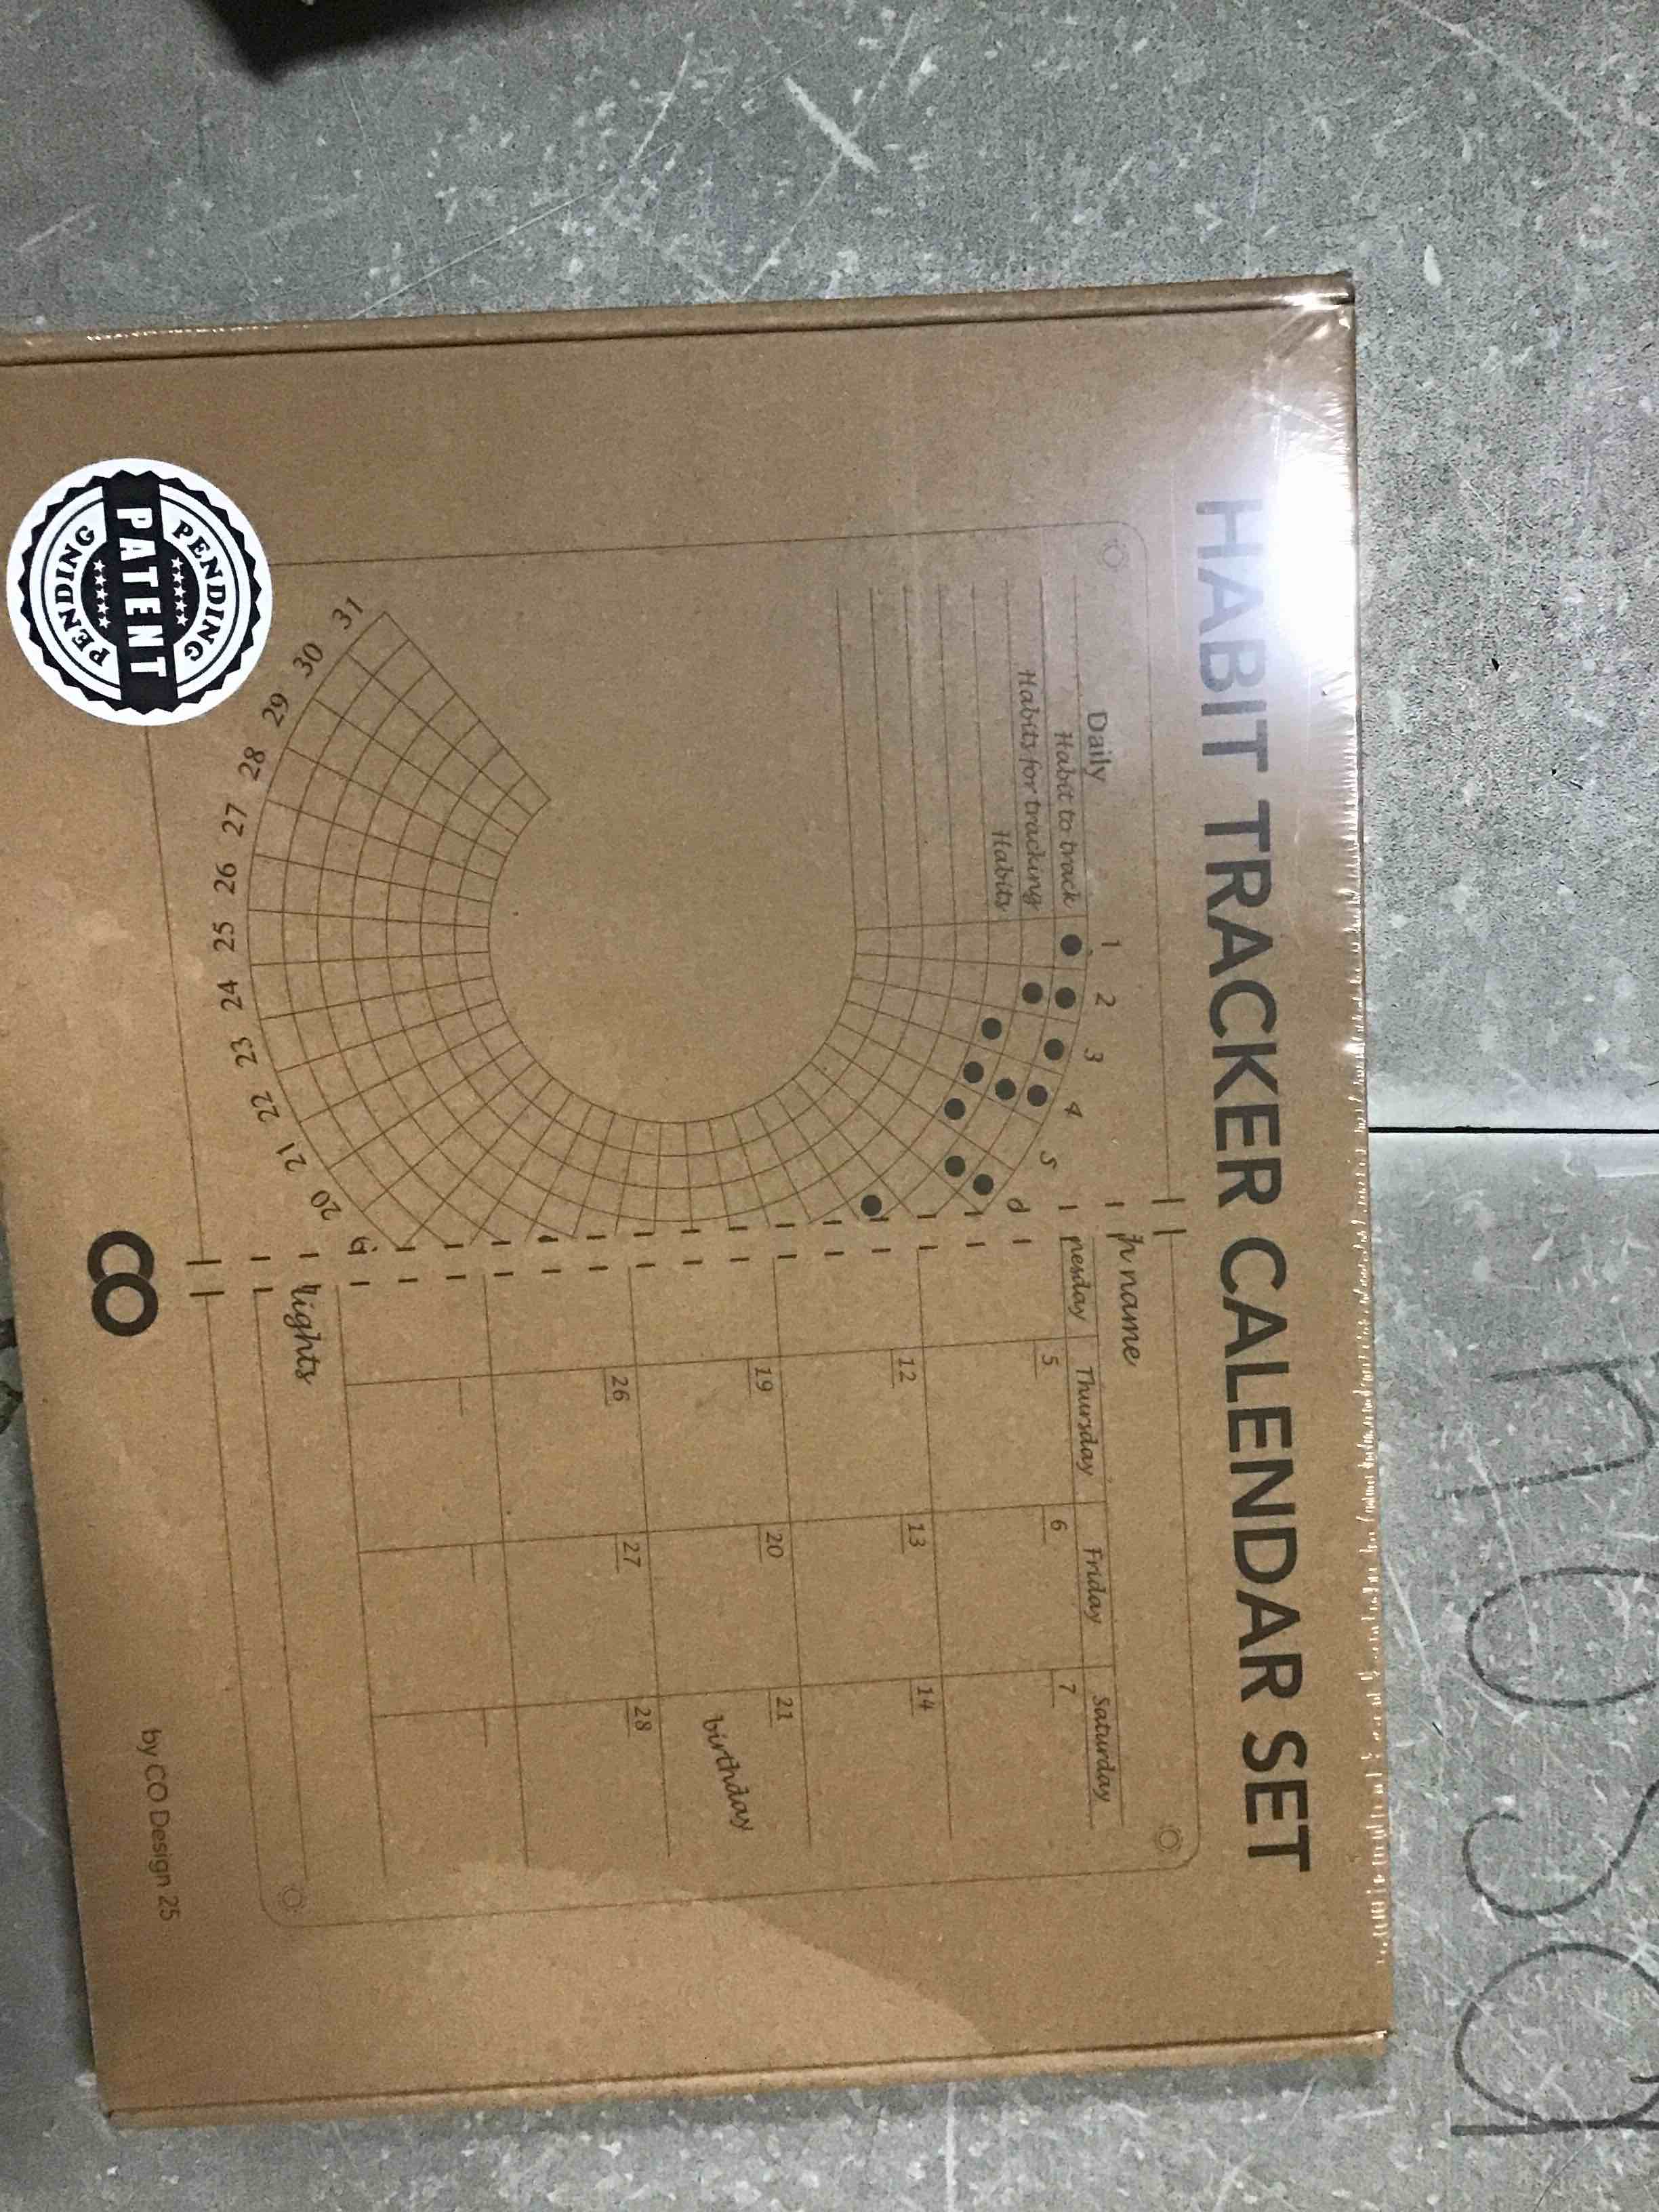 HABIT TRACKER CALENDAR SET
Daily
Habit to track
Habits for tracking
Habits
1
2
3
4
5
20
21
22
23
24
25
26
27
28
29
30
31
name
Thursday Friday Saturday
5 6 7
12 13 14
19 20 21
birthday
26 27 28
lights
PENDING
PATENT
PENDING
CO
by CO Design 25